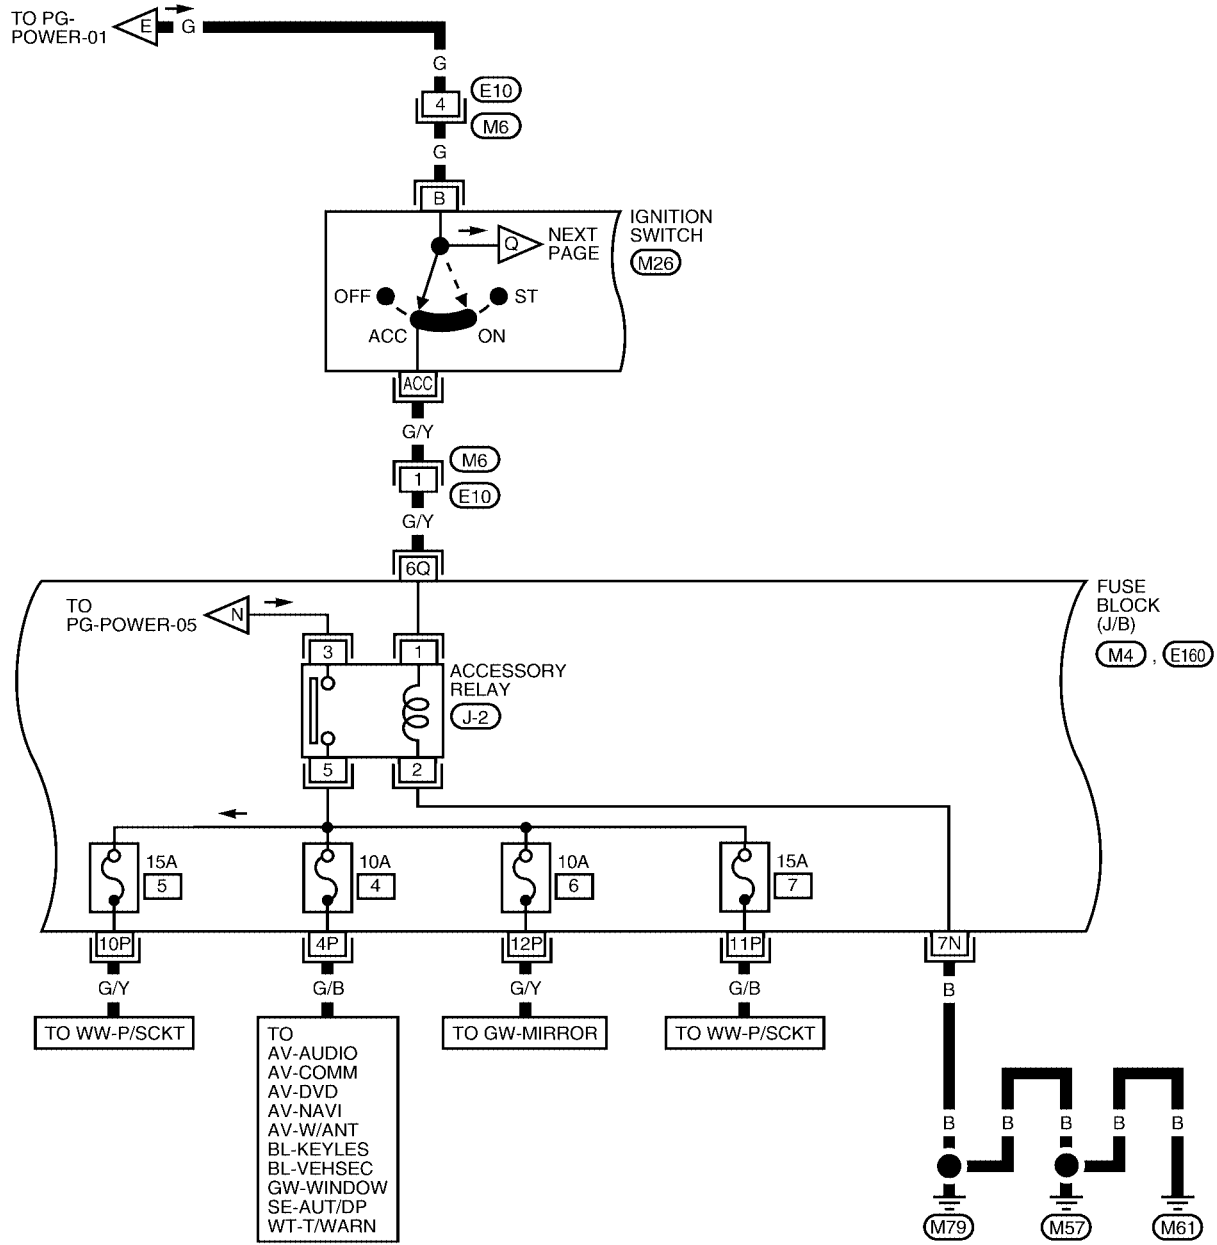 TO PG-
POWER-01
E
G
G
4
E10
M6
G
B
IGNITION
SWITCH
M26
Q
NEXT
PAGE
OFF
ST
ACC
ON
ACC
G/Y
M6
1
E10
G/Y
6Q
FUSE
BLOCK
(J/B)
M4 , E160
TO
PG-POWER-05
N
3
1
ACCESSORY
RELAY
J-2
5
2
15A
5
10A
4
10A
6
15A
7
10P
4P
12P
11P
7N
G/Y
G/B
G/Y
G/B
B
TO WW-P/SCKT
TO
AV-AUDIO
AV-COMM
AV-DVD
AV-NAVI
AV-W/ANT
BL-KEYLES
BL-VEHSEC
GW-WINDOW
SE-AUT/DP
WT-T/WARN
TO GW-MIRROR
TO WW-P/SCKT
B
B
B
B
B
M79
M57
M61